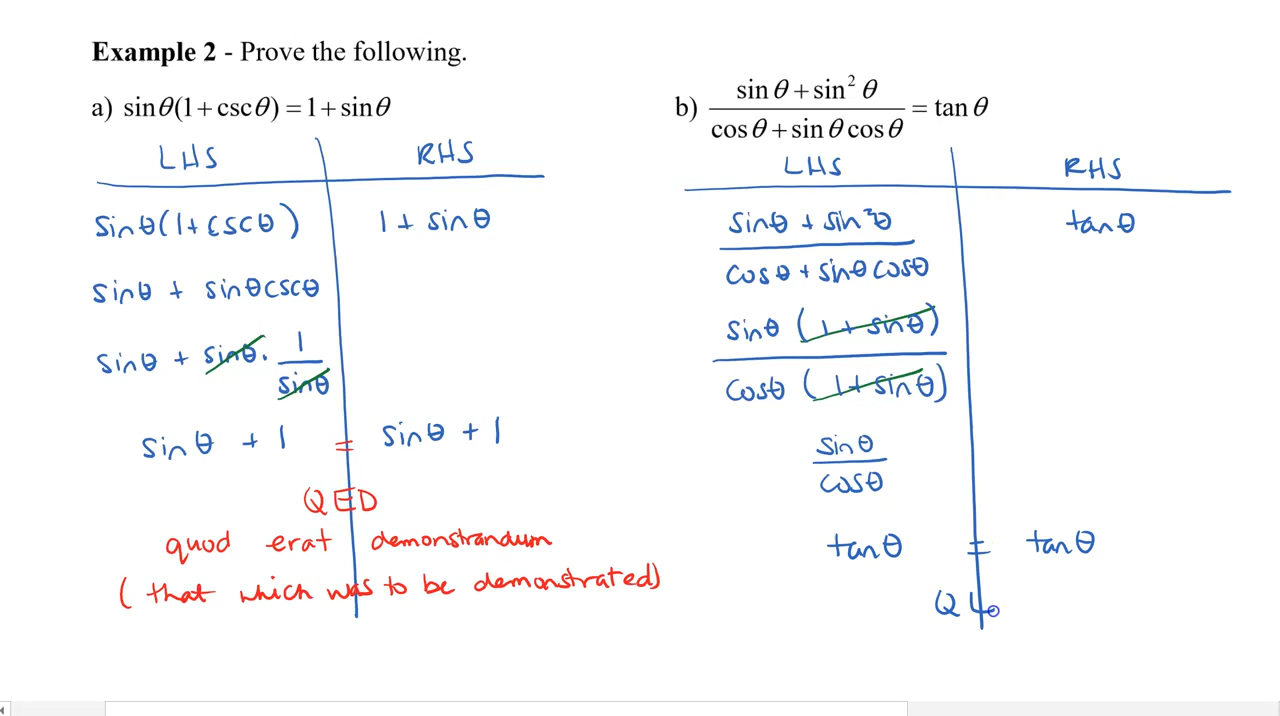 Example 2 - Prove the following.
a) sinθ(1+cscθ)=1+sinθ
LHS RHS
sinθ(1+cscθ) 1+sinθ
sinθ + sinθcscθ
sinθ + sinθ · 1/sinθ
sinθ + 1 = sinθ + 1
QED
quod erat demonstrandum
(that which was to be demonstrated)
b) (sinθ+sin²θ)/(cosθ+sinθcosθ) = tanθ
LHS RHS
sinθ + sin²θ tanθ
cosθ + sinθcosθ
sinθ (1+sinθ)
cosθ (1+sinθ)
sinθ
cosθ
tanθ = tanθ
Q